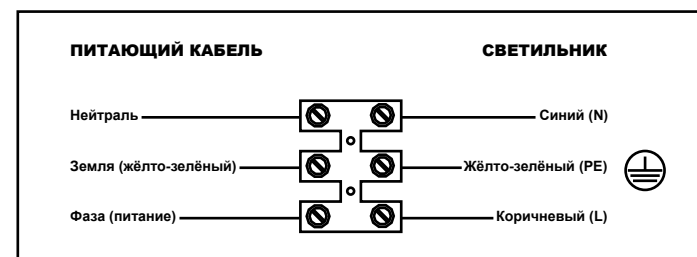 ПИТАЮЩИЙ КАБЕЛЬ СВЕТИЛЬНИК
Нейтраль Синий (N)
Земля (жёлто-зелёный) Жёлто-зелёный (PE)
Фаза (питание) Коричневый (L)